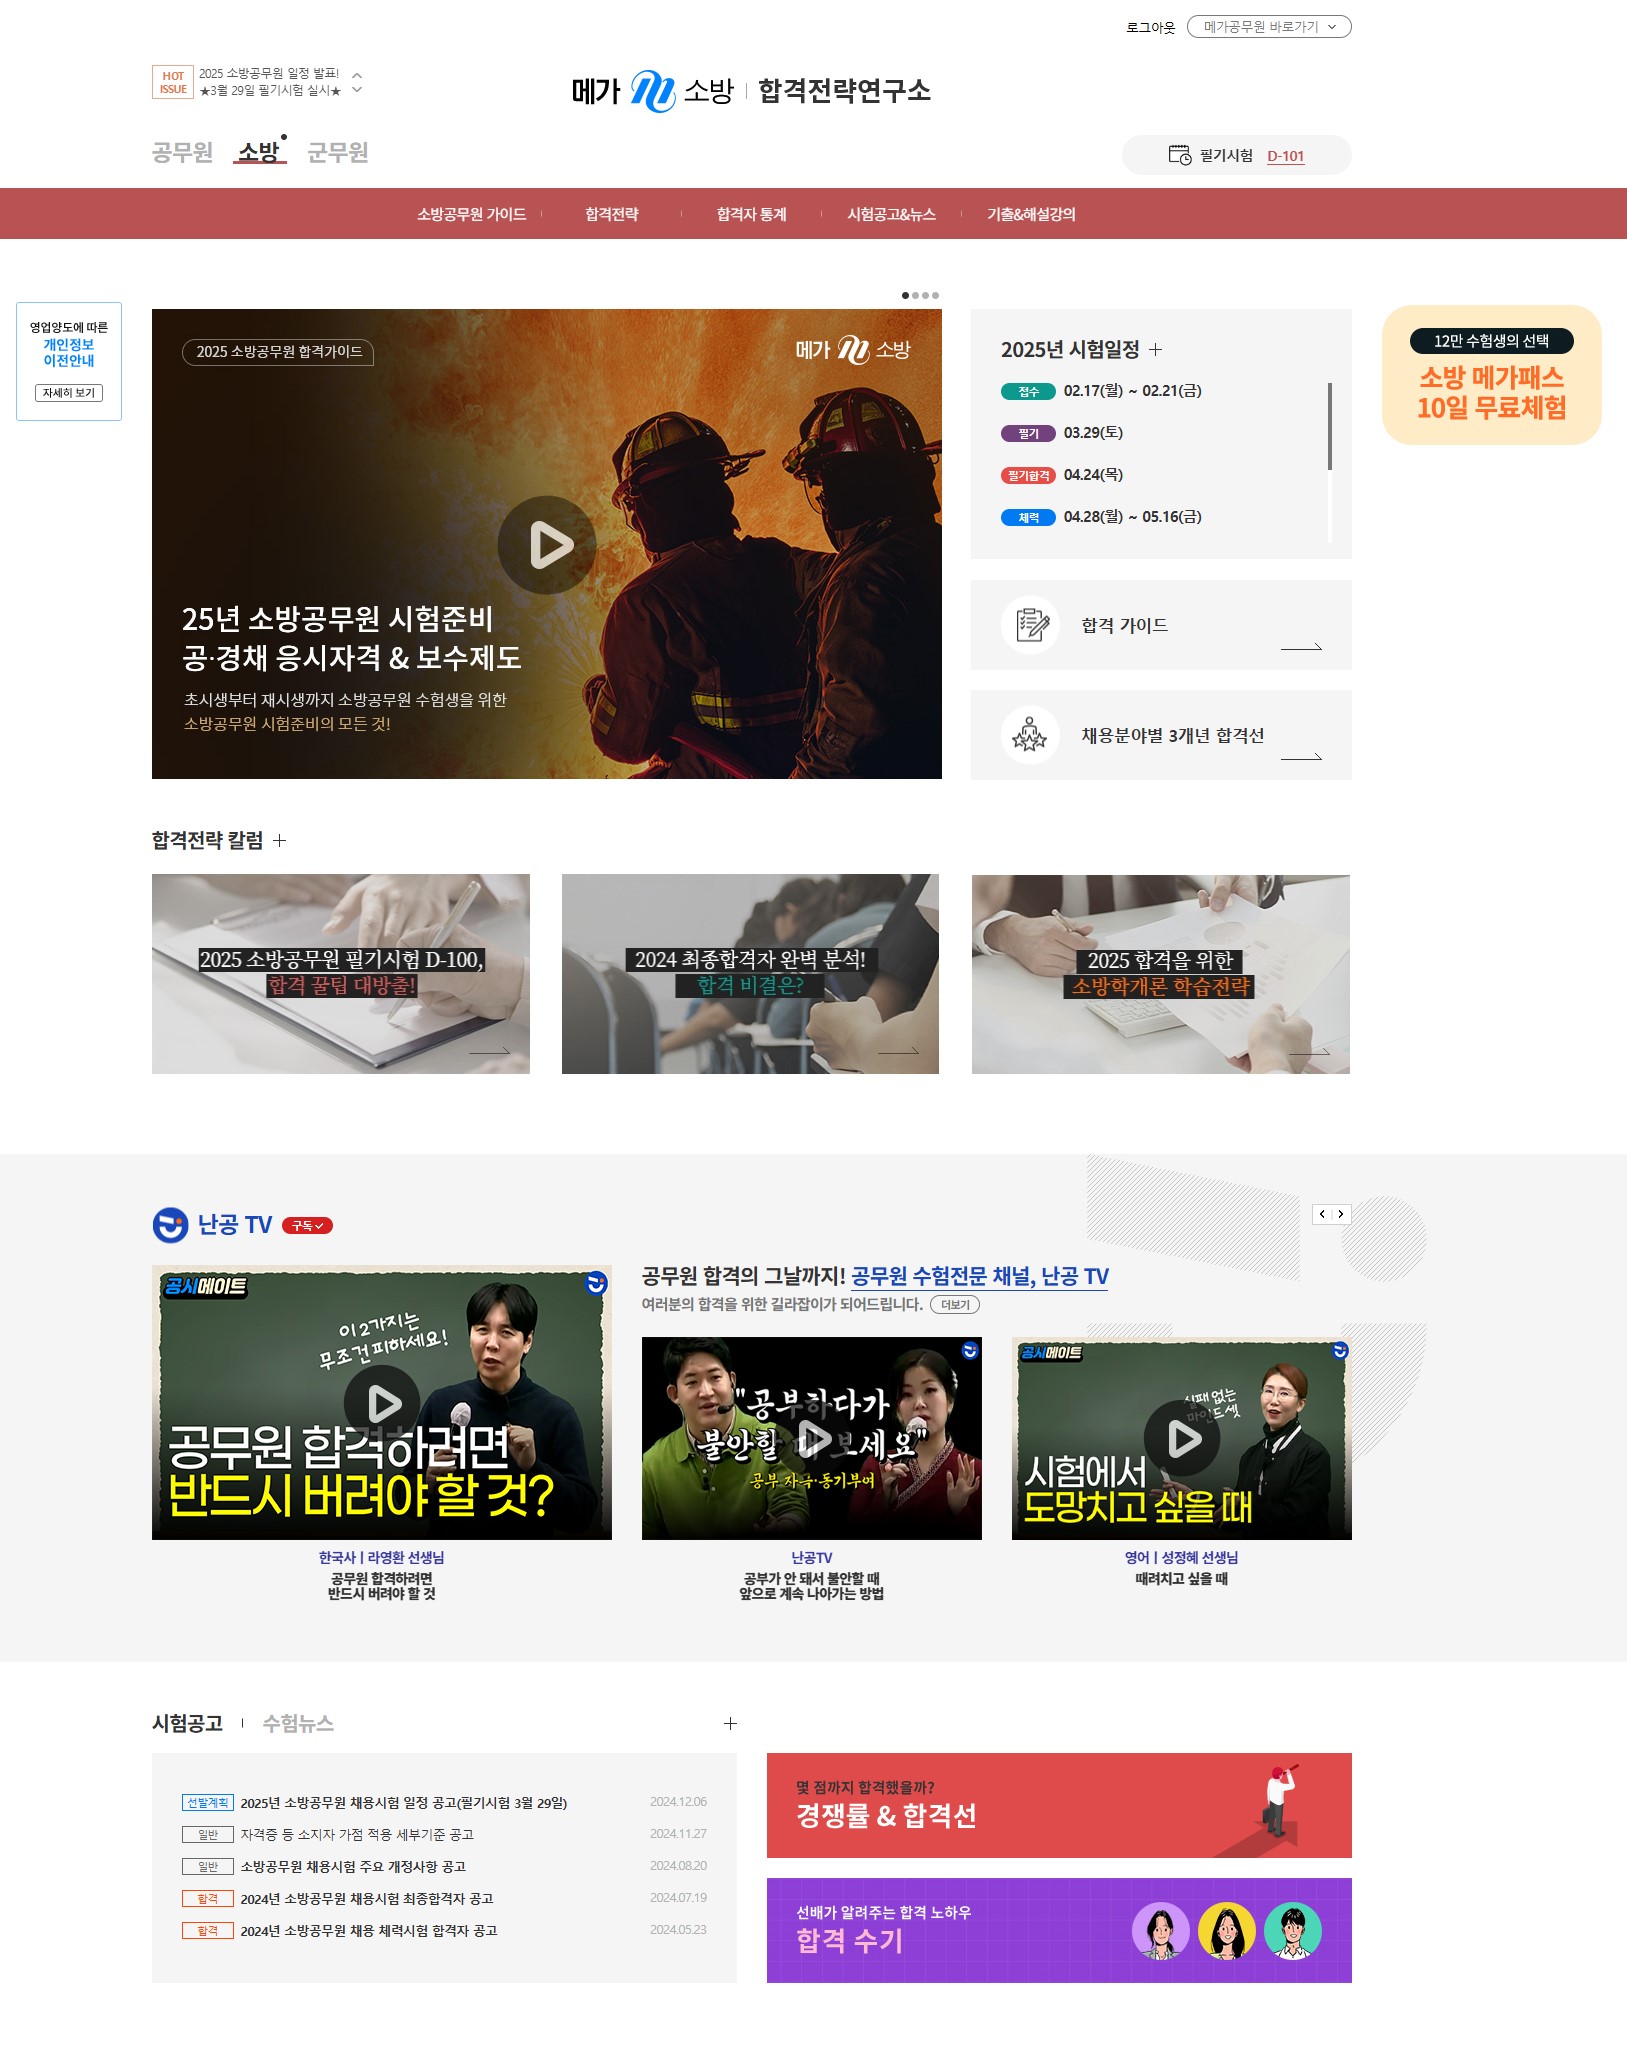 로그아웃
메가공무원 바로가기
HOT ISSUE
2025 소방공무원 일정 발표!
★3월 29일 필기시험 실시★
메가 소방 | 합격전략연구소
공무원 소방 군무원
필기시험 D-101
소방공무원 가이드
합격전략
합격자 통계
시험공고&뉴스
기출&해설강의
영업양도에 따른
개인정보
이전안내
자세히 보기
2025 소방공무원 합격가이드
메가 소방
25년 소방공무원 시험준비
공·경채 응시자격 & 보수제도
초시생부터 재시생까지 소방공무원 수험생을 위한
소방공무원 시험준비의 모든 것!
2025년 시험일정
접수 02.17(월) ~ 02.21(금)
필기 03.29(토)
필기합격 04.24(목)
체력 04.28(월) ~ 05.16(금)
합격 가이드
채용분야별 3개년 합격선
12만 수험생의 선택
소방 메가패스
10일 무료체험
합격전략 칼럼
2025 소방공무원 필기시험 D-100,
합격 꿀팁 대방출!
2024 최종합격자 완벽 분석!
합격 비결은?
2025 합격을 위한
소방학개론 학습전략
난공 TV 구독
공무원 합격의 그날까지! 공무원 수험전문 채널, 난공 TV
여러분의 합격을 위한 길라잡이가 되어드립니다. 더보기
공시메이트
이 2가지는
무조건 피하세요!
공무원 합격하려면
반드시 버려야 할 것?
한국사 | 라영환 선생님
공무원 합격하려면
반드시 버려야 할 것
"공부하다가
불안할 때 보세요"
공부 자극·동기부여
난공TV
공부가 안 돼서 불안할 때
앞으로 계속 나아가는 방법
공시메이트
실패 없는
마인드셋
시험에서
도망치고 싶을 때
영어 | 성정혜 선생님
때려치고 싶을 때
시험공고 수험뉴스
선발계획 2025년 소방공무원 채용시험 일정 공고(필기시험 3월 29일) 2024.12.06
일반 자격증 등 소지자 가점 적용 세부기준 공고 2024.11.27
일반 소방공무원 채용시험 주요 개정사항 공고 2024.08.20
합격 2024년 소방공무원 채용시험 최종합격자 공고 2024.07.19
합격 2024년 소방공무원 채용 체력시험 합격자 공고 2024.05.23
몇 점까지 합격했을까?
경쟁률 & 합격선
선배가 알려주는 합격 노하우
합격 수기